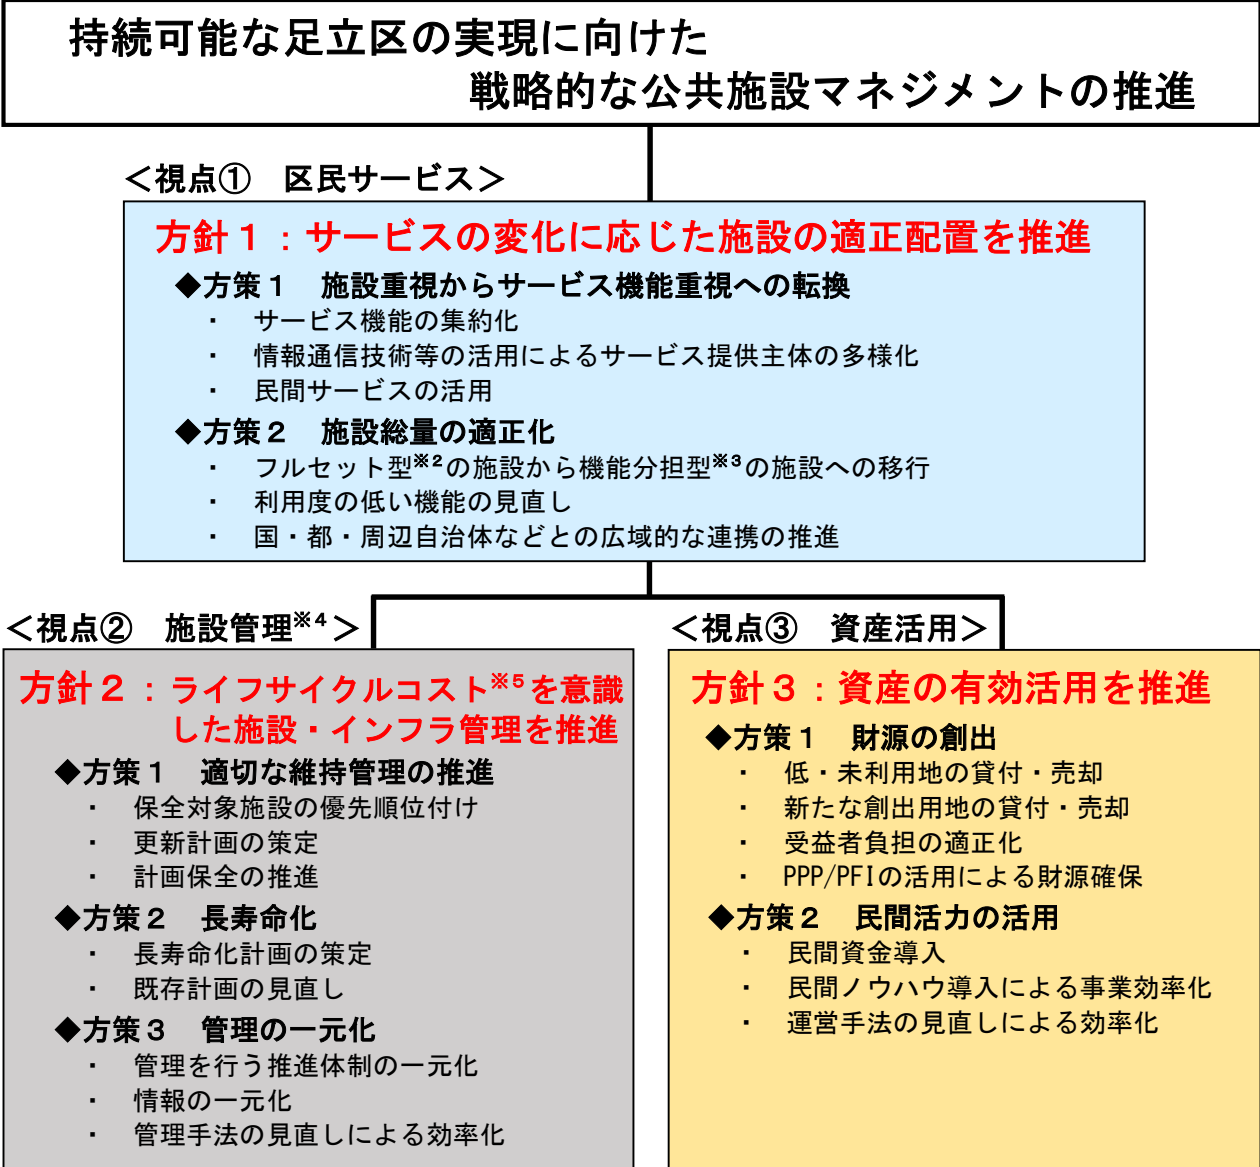 持続可能な足立区の実現に向けた
戦略的な公共施設マネジメントの推進
＜視点①　区民サービス＞
方針１：サービスの変化に応じた施設の適正配置を推進
◆方策１　施設重視からサービス機能重視への転換
・　サービス機能の集約化
・　情報通信技術等の活用によるサービス提供主体の多様化
・　民間サービスの活用
◆方策２　施設総量の適正化
・　フルセット型※2の施設から機能分担型※3の施設への移行
・　利用度の低い機能の見直し
・　国・都・周辺自治体などとの広域的な連携の推進
＜視点②　施設管理※4＞
方針２：ライフサイクルコスト※5を意識
した施設・インフラ管理を推進
◆方策１　適切な維持管理の推進
・　保全対象施設の優先順位付け
・　更新計画の策定
・　計画保全の推進
◆方策２　長寿命化
・　長寿命化計画の策定
・　既存計画の見直し
◆方策３　管理の一元化
・　管理を行う推進体制の一元化
・　情報の一元化
・　管理手法の見直しによる効率化
＜視点③　資産活用＞
方針３：資産の有効活用を推進
◆方策１　財源の創出
・　低・未利用地の貸付・売却
・　新たな創出用地の貸付・売却
・　受益者負担の適正化
・　PPP/PFIの活用による財源確保
◆方策２　民間活力の活用
・　民間資金導入
・　民間ノウハウ導入による事業効率化
・　運営手法の見直しによる効率化